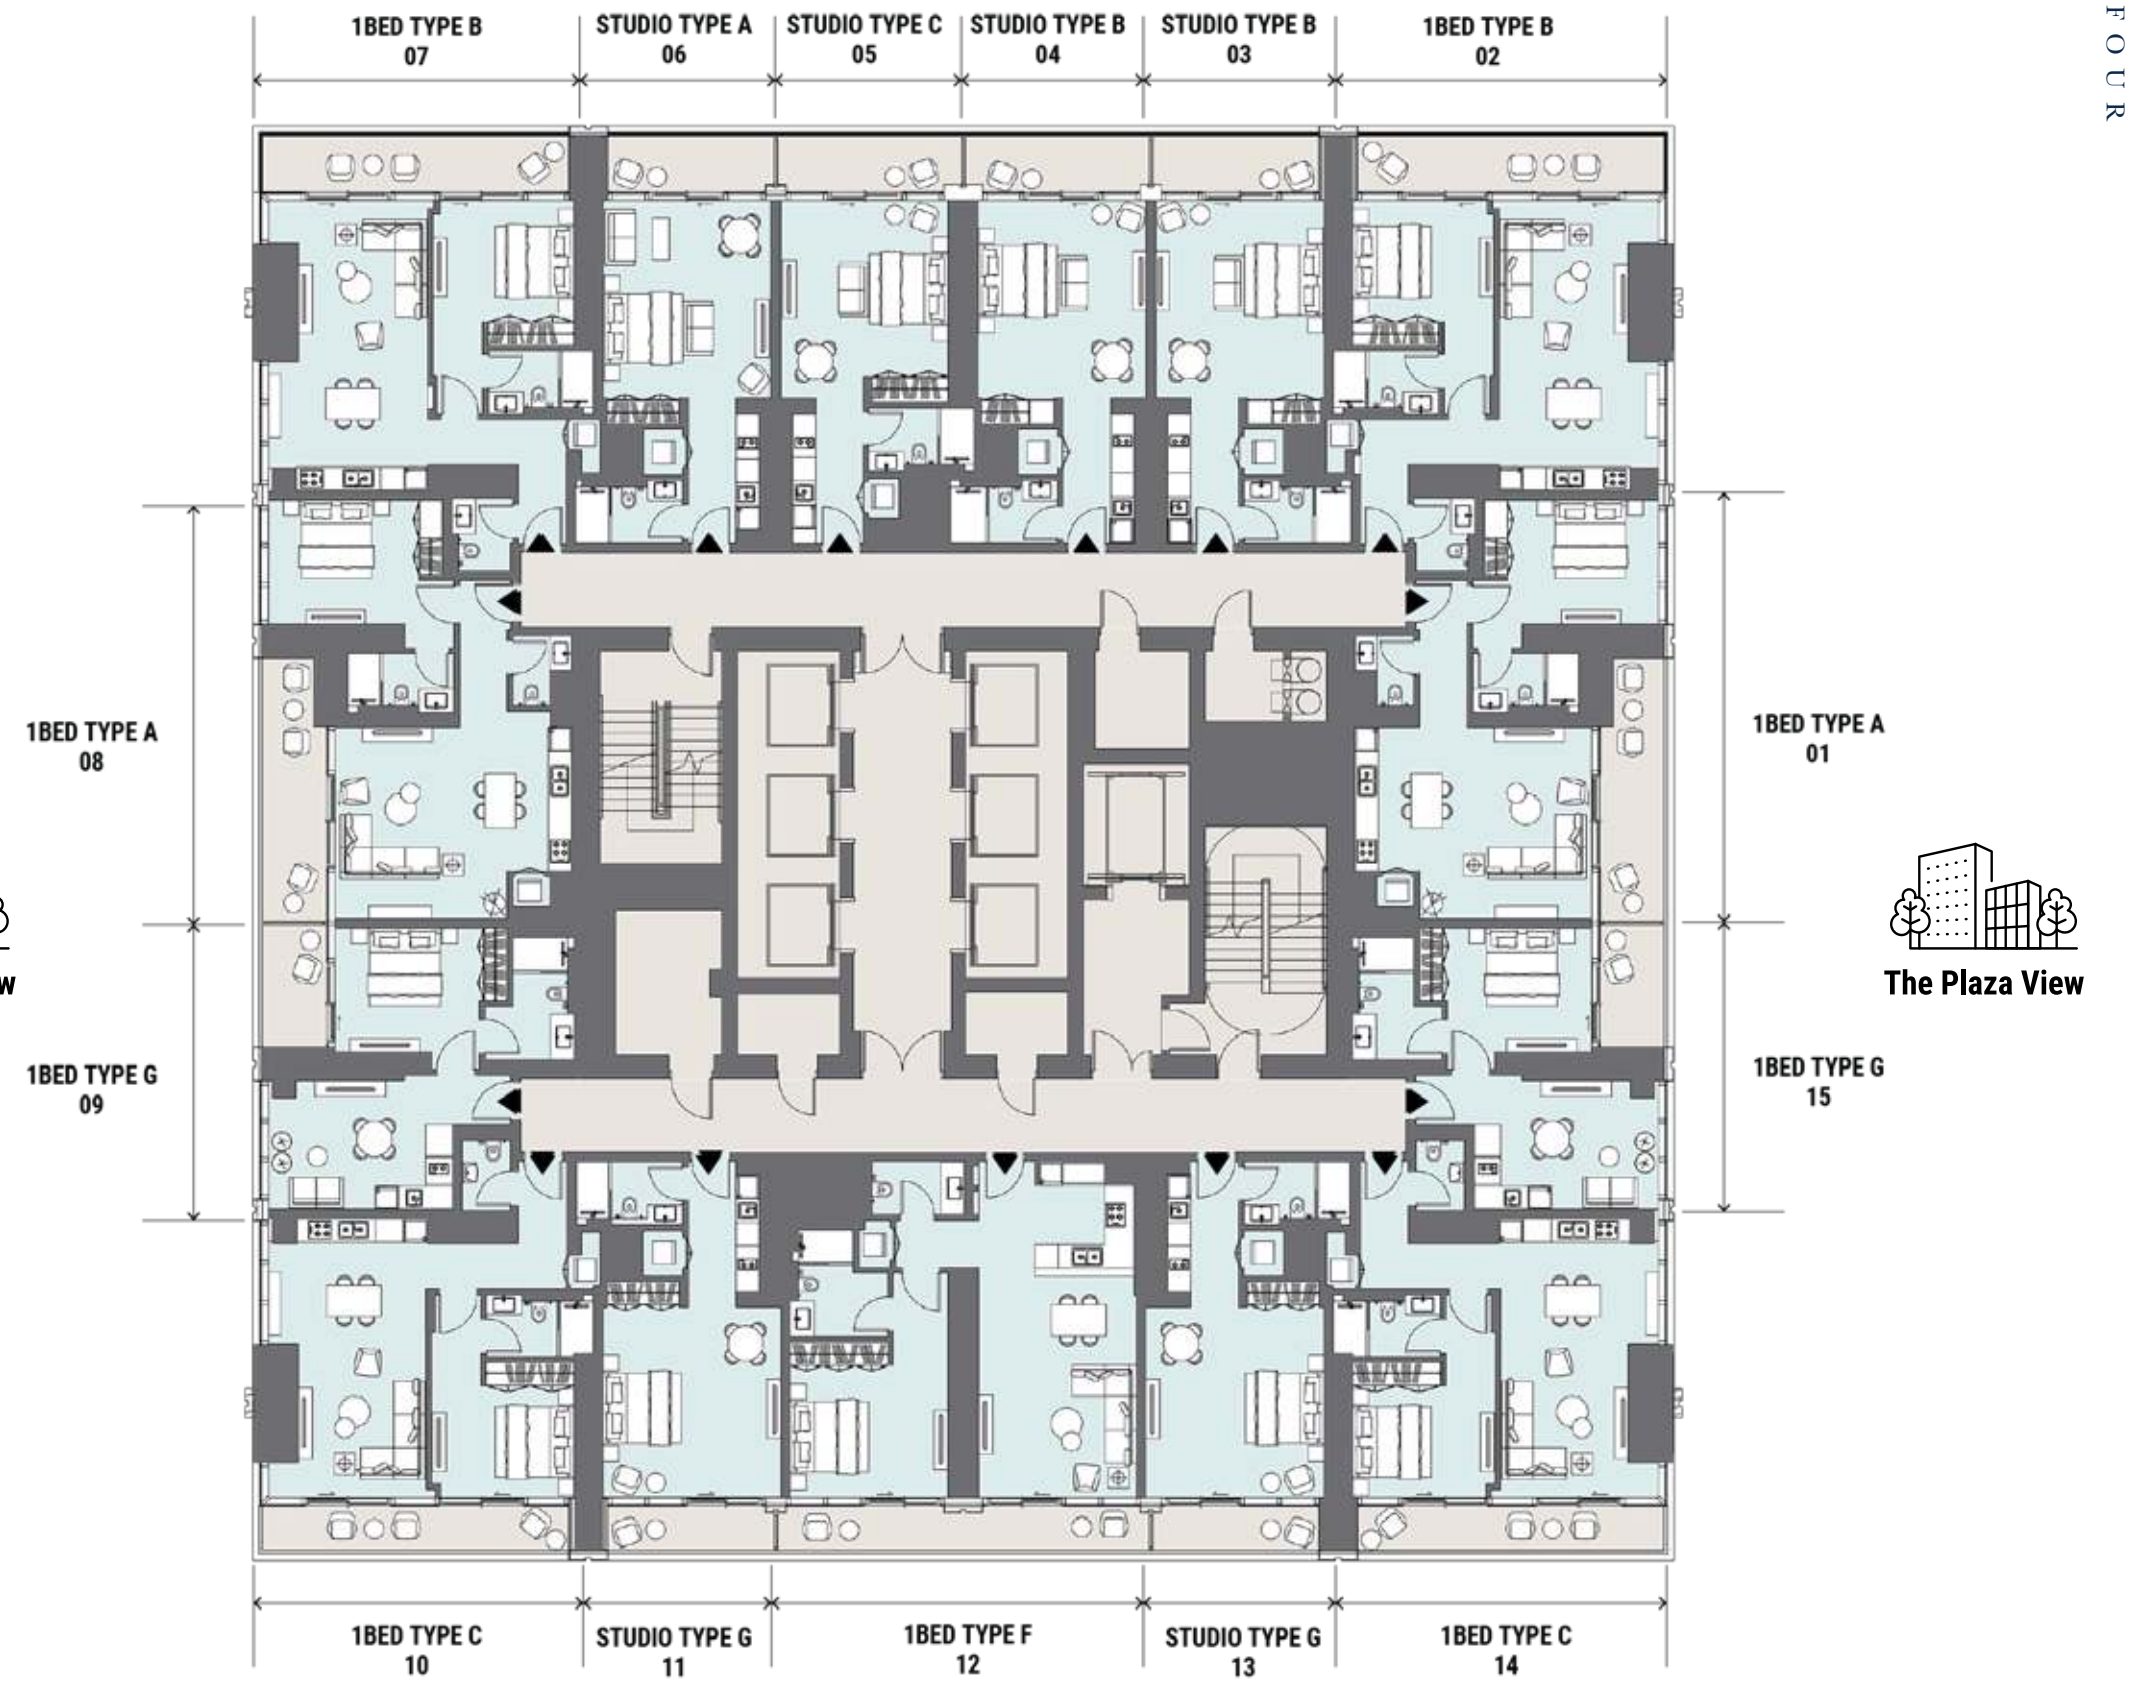 1BED TYPE B
07
STUDIO TYPE A
06
STUDIO TYPE C
05
STUDIO TYPE B
04
STUDIO TYPE B
03
1BED TYPE B
02
FOUR
1BED TYPE A
08
1BED TYPE A
01
The Plaza View
1BED TYPE G
09
1BED TYPE G
15
1BED TYPE C
10
STUDIO TYPE G
11
1BED TYPE F
12
STUDIO TYPE G
13
1BED TYPE C
14